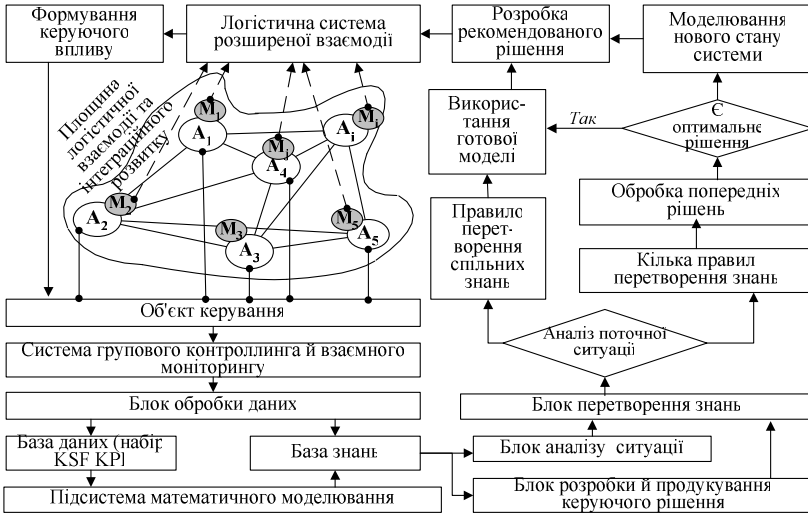 Формування
керуючого
впливу
Логістична система
розширеної взаємодії
Розробка
рекомендованого
рішення
Моделювання
нового стану
системи
Площина
логістичної
взаємодії та
інтеграційного
розвитку
M1
A1
Mi
Ai
Mj
A4
M2
A2
M3
A3
M5
A5
Використання
готової
моделі
Так
Є
оптимальне
рішення
Правило
перет-
ворення
спільних
знань
Обробка попередніх
рішень
Кілька правил
перетворення знань
Об'єкт керування
Аналіз поточної
ситуації
Система групового контроллинга й взаємного
моніторингу
Блок обробки даних
Блок перетворення знань
База даних (набір
KSF KPI
База знань
Блок аналізу ситуації
Підсистема математичного моделювання
Блок розробки й продукування
керуючого рішення